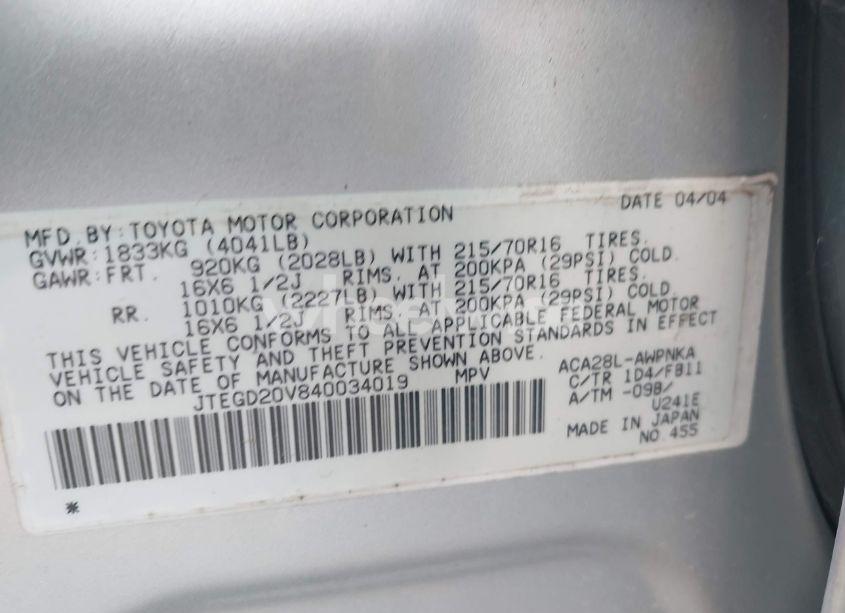 MFD.BY:TOYOTA MOTOR CORPORATION DATE 04/04
GVWR:1833KG (4041LB)
GAWR:FRT. 920KG (2028LB) WITH 215/70R16 TIRES.
16X6 1/2J RIMS. AT 200KPA (29PSI) COLD.
RR. 1010KG (2227LB) WITH 215/70R16 TIRES.
16X6 1/2J RIMS. AT 200KPA (29PSI) COLD.
THIS VEHICLE CONFORMS TO ALL APPLICABLE FEDERAL MOTOR
VEHICLE SAFETY AND THEFT PREVENTION STANDARDS IN EFFECT
ON THE DATE OF MANUFACTURE SHOWN ABOVE.
JTEGD20V840034019 MPV
ACA28L-AWPNKA
C/TR 1D4/FB11
A/TM -09B/
U241E
MADE IN JAPAN
NO.455
*